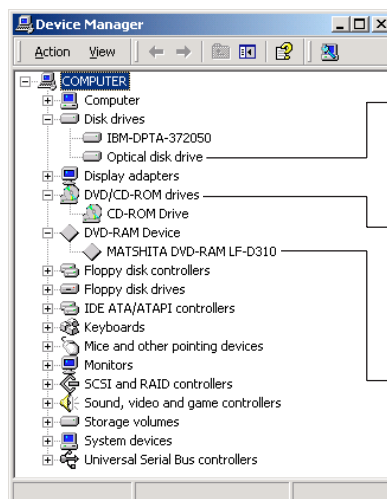 Device Manager
Action View
COMPUTER
Computer
Disk drives
IBM-DPTA-372050
Optical disk drive
Display adapters
DVD/CD-ROM drives
CD-ROM Drive
DVD-RAM Device
MATSHITA DVD-RAM LF-D310
Floppy disk controllers
Floppy disk drives
IDE ATA/ATAPI controllers
Keyboards
Mice and other pointing devices
Monitors
SCSI and RAID controllers
Sound, video and game controllers
Storage volumes
System devices
Universal Serial Bus controllers